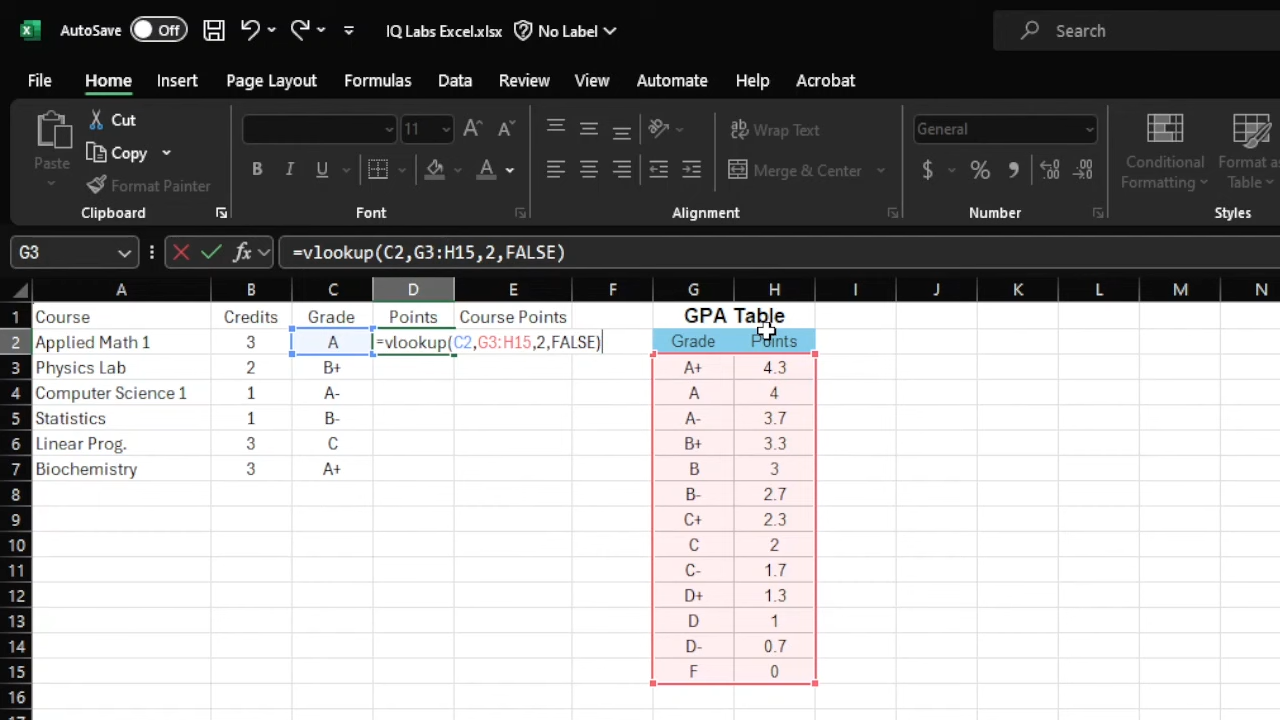 AutoSave Off IQ Labs Excel.xlsx No Label Search
File Home Insert Page Layout Formulas Data Review View Automate Help Acrobat
Paste
Cut
Copy
Format Painter
Clipboard
11
B I U A
Font
Wrap Text
Merge & Center
Alignment
General
$ % 9
Number
Conditional
Formatting
Format as
Table
Styles
G3 fx =vlookup(C2,G3:H15,2,FALSE)
A B C D E F G H I J K L M N
1 Course Credits Grade Points Course Points GPA Table
2 Applied Math 1 3 A =vlookup(C2,G3:H15,2,FALSE) Grade Points
3 Physics Lab 2 B+ A+ 4.3
4 Computer Science 1 1 A- A 4
5 Statistics 1 B- A- 3.7
6 Linear Prog. 3 C B+ 3.3
7 Biochemistry 3 A+ B 3
8 B- 2.7
9 C+ 2.3
10 C 2
11 C- 1.7
12 D+ 1.3
13 D 1
14 D- 0.7
15 F 0
16